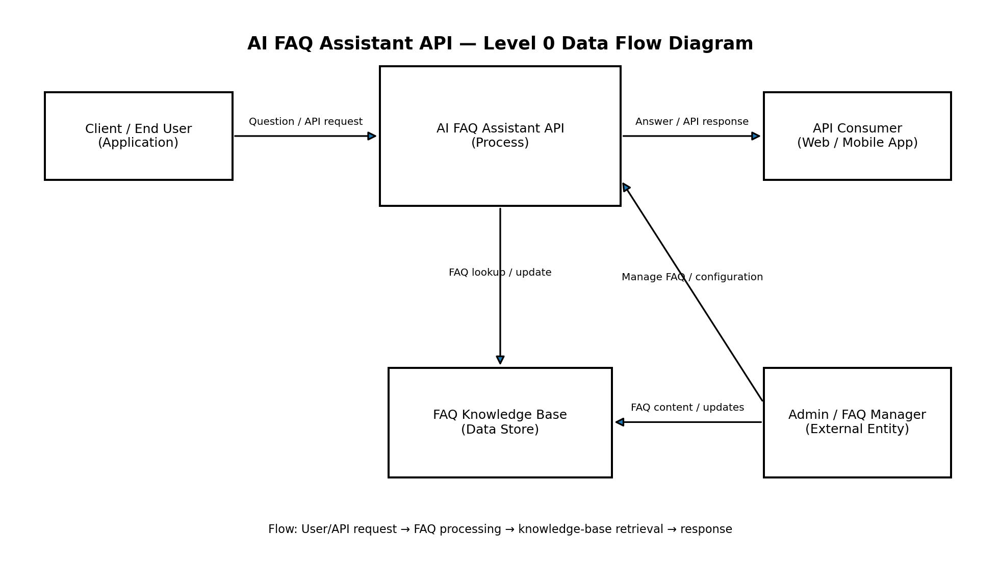 AI FAQ Assistant API — Level 0 Data Flow Diagram
Client / End User
(Application)
Question / API request
AI FAQ Assistant API
(Process)
Answer / API response
API Consumer
(Web / Mobile App)
FAQ lookup / update
Manage FAQ / configuration
FAQ Knowledge Base
(Data Store)
FAQ content / updates
Admin / FAQ Manager
(External Entity)
Flow: User/API request → FAQ processing → knowledge-base retrieval → response